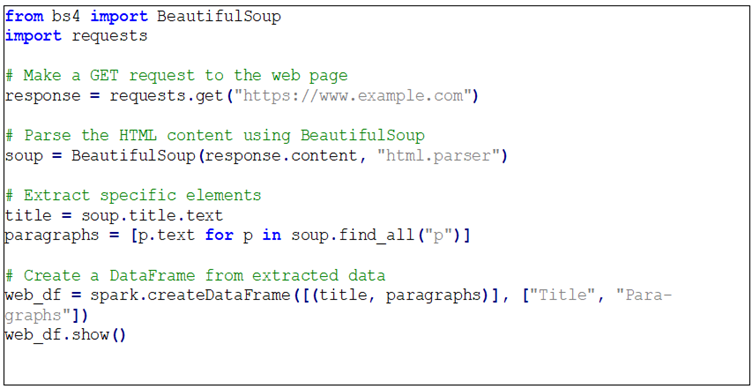 from bs4 import BeautifulSoup
import requests
# Make a GET request to the web page
response = requests.get("https://www.example.com")
# Parse the HTML content using BeautifulSoup
soup = BeautifulSoup(response.content, "html.parser")
# Extract specific elements
title = soup.title.text
paragraphs = [p.text for p in soup.find_all("p")]
# Create a DataFrame from extracted data
web_df = spark.createDataFrame([(title, paragraphs)], ["Title", "Para-
graphs"])
web_df.show()